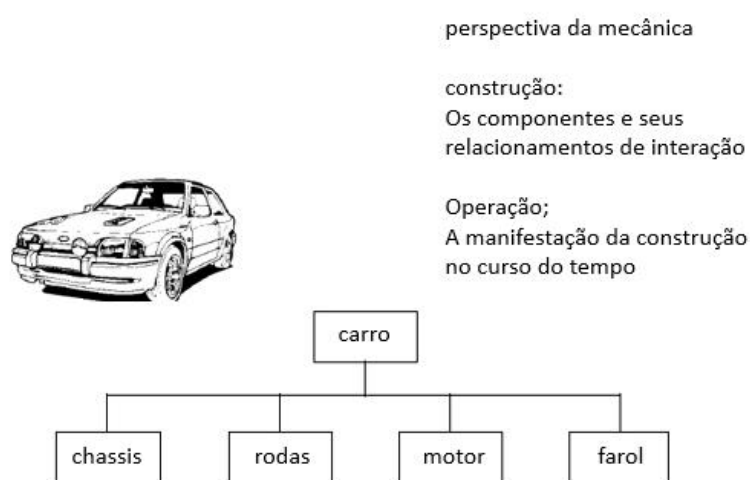 perspectiva da mecânica
construção:
Os componentes e seus
relacionamentos de interação
Operação;
A manifestação da construção
no curso do tempo
carro
chassis
rodas
motor
farol